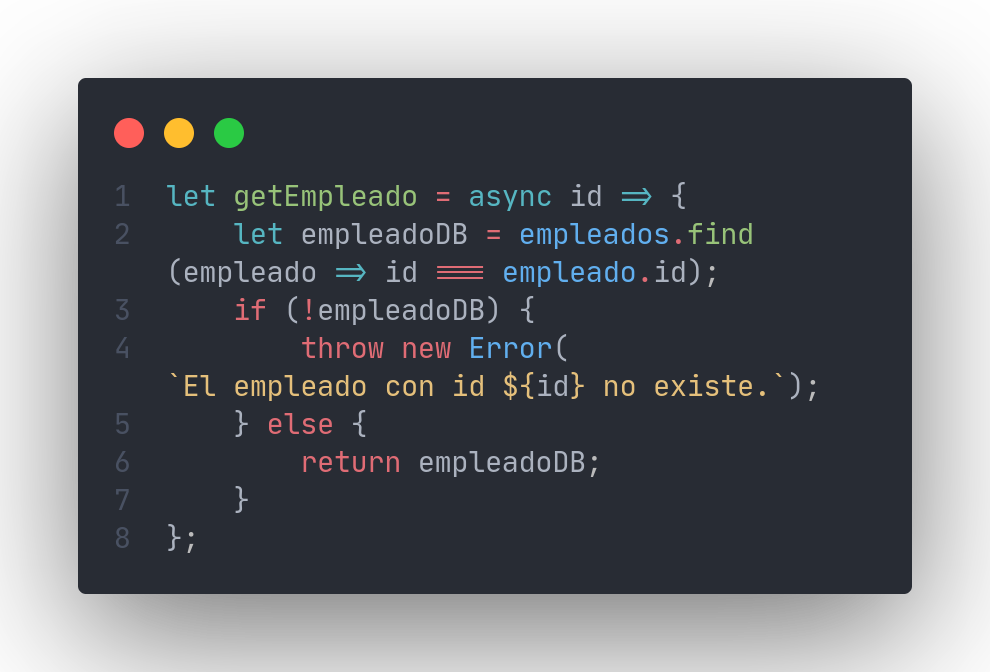 1 let getEmpleado = async id => {
2     let empleadoDB = empleados.find
(empleado => id === empleado.id);
3     if (!empleadoDB) {
4         throw new Error(
`El empleado con id ${id} no existe.`);
5     } else {
6         return empleadoDB;
7     }
8 };